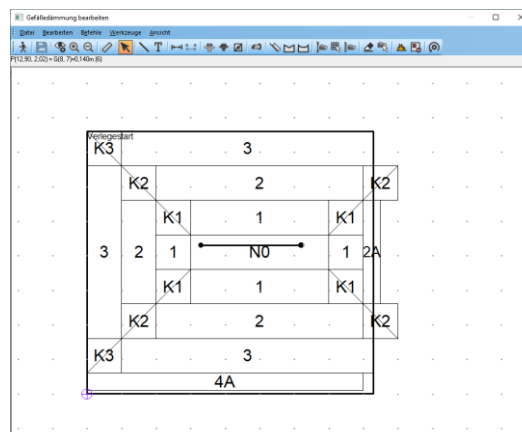 Gefälledämmung bearbeiten
Datei Bearbeiten Befehle Werkzeuge Ansicht
P(12,90, 2,02) = G(8, 7)=0,140m (6)
Verlegestart
K3 3
K2 2 K2
K1 1 K1
3 2 1 N0 1 2A
K1 1 K1
K2 2 K2
K3 3
4A